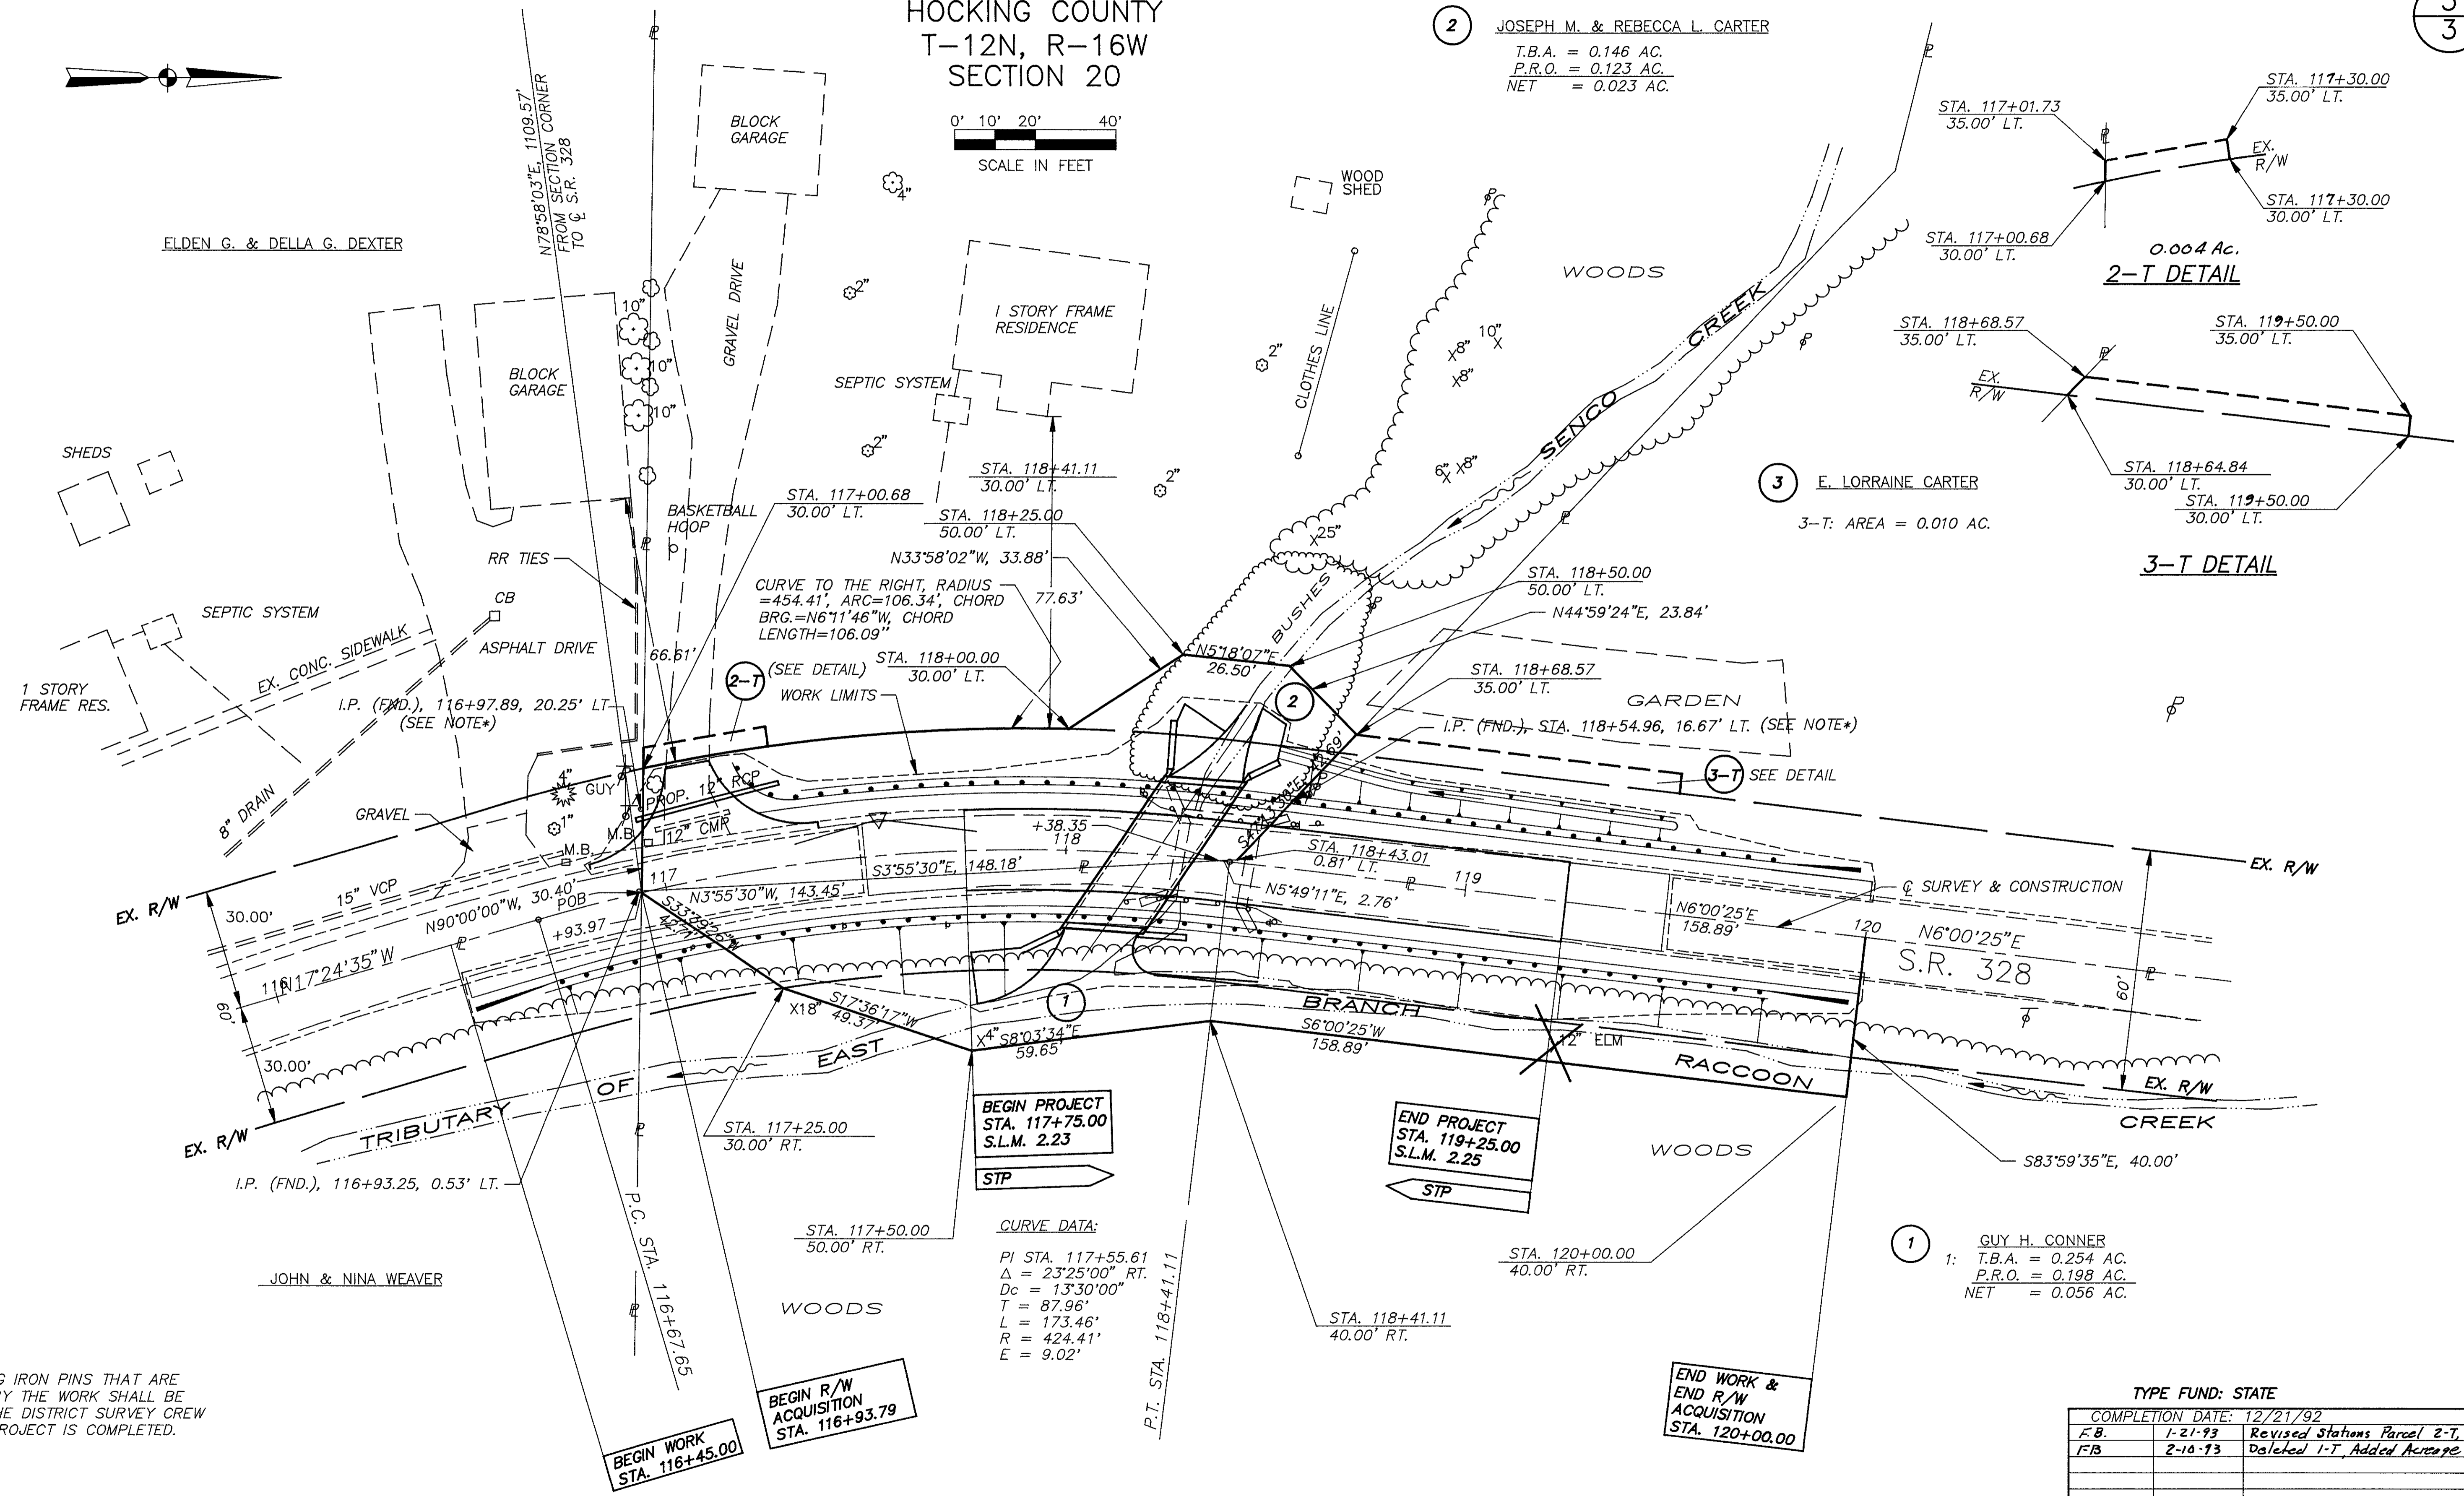 HOCKING COUNTY
T-12N, R-16W
SECTION 20
0' 10' 20' 40'
SCALE IN FEET
2 JOSEPH M. & REBECCA L. CARTER
T.B.A. = 0.146 AC.
P.R.O. = 0.123 AC.
NET = 0.023 AC.
3
3
STA. 117+01.73
35.00' LT.
STA. 117+30.00
35.00' LT.
EX.
R/W
STA. 117+30.00
30.00' LT.
STA. 117+00.68
30.00' LT.
0.004 Ac.
2-T DETAIL
STA. 118+68.57
35.00' LT.
STA. 119+50.00
35.00' LT.
EX.
R/W
STA. 118+64.84
30.00' LT.
STA. 119+50.00
30.00' LT.
3-T DETAIL
3 E. LORRAINE CARTER
3-T: AREA = 0.010 AC.
N78°58'03"E, 1109.57'
FROM SECTION CORNER
TO ℄ S.R. 328
ELDEN G. & DELLA G. DEXTER
BLOCK
GARAGE
4"
WOOD
SHED
WOODS
GRAVEL DRIVE
2"
1 STORY FRAME
RESIDENCE
CLOTHES LINE
SENCO CREEK
10"
10"
10"
BLOCK
GARAGE
SEPTIC SYSTEM
2"
2"
2"
10"
X8"
X8"
X
6" X8"
X
SHEDS
BASKETBALL
HOOP
STA. 117+00.68
30.00' LT.
STA. 118+41.11
30.00' LT.
STA. 118+25.00
50.00' LT.
N33°58'02"W, 33.88'
X25"
RR TIES
CURVE TO THE RIGHT, RADIUS
=454.41', ARC=106.34', CHORD
BRG.=N6°11'46"W, CHORD
LENGTH=106.09''
77.63'
BUSHES
STA. 118+50.00
50.00' LT.
N44°59'24"E, 23.84'
CB
SEPTIC SYSTEM
ASPHALT DRIVE
EX. CONC. SIDEWALK
66.61'
1 STORY
FRAME RES.
2-T (SEE DETAIL)
WORK LIMITS
STA. 118+00.00
30.00' LT.
N5°18'07"E
26.50'
2
STA. 118+68.57
35.00' LT.
GARDEN
I.P. (FND.), 116+97.89, 20.25' LT
(SEE NOTE*)
I.P. (FND.), STA. 118+54.96, 16.67' LT. (SEE NOTE*)
3-T SEE DETAIL
8" DRAIN
GRAVEL
4"
GUY
1"
M.B.
M.B.
PROP. 12" RCP
12" CMP
+38.35
118
STA. 118+43.01
0.81' LT.
119
S3°55'30"E, 148.18'
N3°55'30"W, 143.45'
N5°49'11"E, 2.76'
℄ SURVEY & CONSTRUCTION
N6°00'25"E
158.89'
120
N6°00'25"E
S.R. 328
EX. R/W
EX. R/W
30.00'
60'
30.00'
15" VCP
N90°00'00"W, 30.40'
POB
+93.97
117
116
N17°24'35"W
42.71'
60'
X18"
S17°36'17"W
49.37'
X4"
S8°03'34"E
59.65'
1
BRANCH
S6°00'25"W
158.89'
12" ELM
RACCOON
EX. R/W
CREEK
TRIBUTARY OF EAST
EX. R/W
STA. 117+25.00
30.00' RT.
BEGIN PROJECT
STA. 117+75.00
S.L.M. 2.23
STP
END PROJECT
STA. 119+25.00
S.L.M. 2.25
STP
WOODS
S83°59'35"E, 40.00'
I.P. (FND.), 116+93.25, 0.53' LT.
STA. 117+50.00
50.00' RT.
CURVE DATA:
PI STA. 117+55.61
Δ = 23°25'00" RT.
Dc = 13°30'00"
T = 87.96'
L = 173.46'
R = 424.41'
E = 9.02'
P.C. STA. 116+67.65
P.T. STA. 118+41.11
STA. 120+00.00
40.00' RT.
STA. 118+41.11
40.00' RT.
1 GUY H. CONNER
1: T.B.A. = 0.254 AC.
P.R.O. = 0.198 AC.
NET = 0.056 AC.
JOHN & NINA WEAVER
WOODS
IRON PINS THAT ARE
THE WORK SHALL BE
DISTRICT SURVEY CREW
IS COMPLETED.
BEGIN WORK
STA. 116+45.00
BEGIN R/W
ACQUISITION
STA. 116+93.79
END WORK &
END R/W
ACQUISITION
STA. 120+00.00
TYPE FUND: STATE
COMPLETION DATE: 12/21/92
F.B. 1-21-93 Revised Stations Parcel 2-T,
FB 2-10-93 Deleted 1-T, Added Acreage